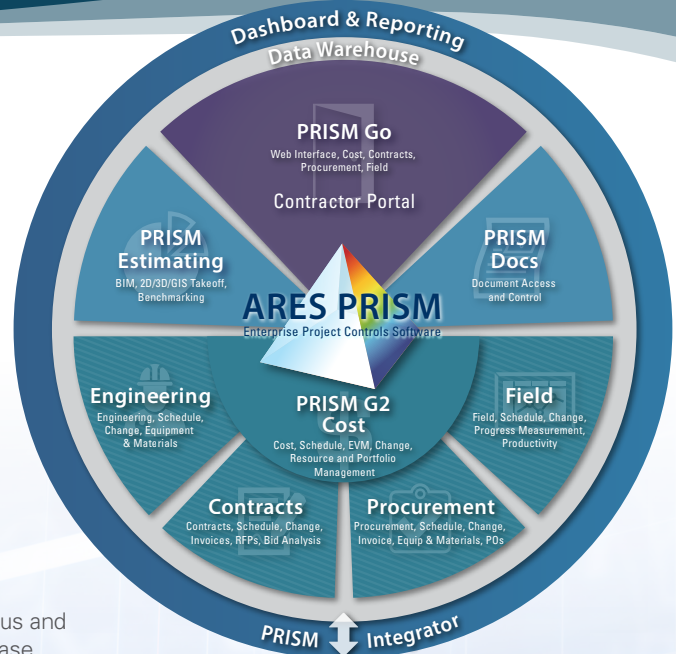 Dashboard & Reporting
Data Warehouse
PRISM Go
Web Interface, Cost, Contracts,
Procurement, Field
Contractor Portal
PRISM
Estimating
BIM, 2D/3D/GIS Takeoff,
Benchmarking
PRISM
Docs
Document Access
and Control
ARES PRISM
Enterprise Project Controls Software
Engineering
Engineering, Schedule,
Change, Equipment
& Materials
PRISM G2
Cost
Cost, Schedule, EVM, Change,
Resource and Portfolio
Management
Field
Field, Schedule, Change,
Progress Measurement,
Productivity
Contracts
Contracts, Schedule, Change,
Invoices, RFPs, Bid Analysis
Procurement
Procurement, Schedule, Change,
Invoice, Equip & Materials, POs
PRISM Integrator
us and
ase